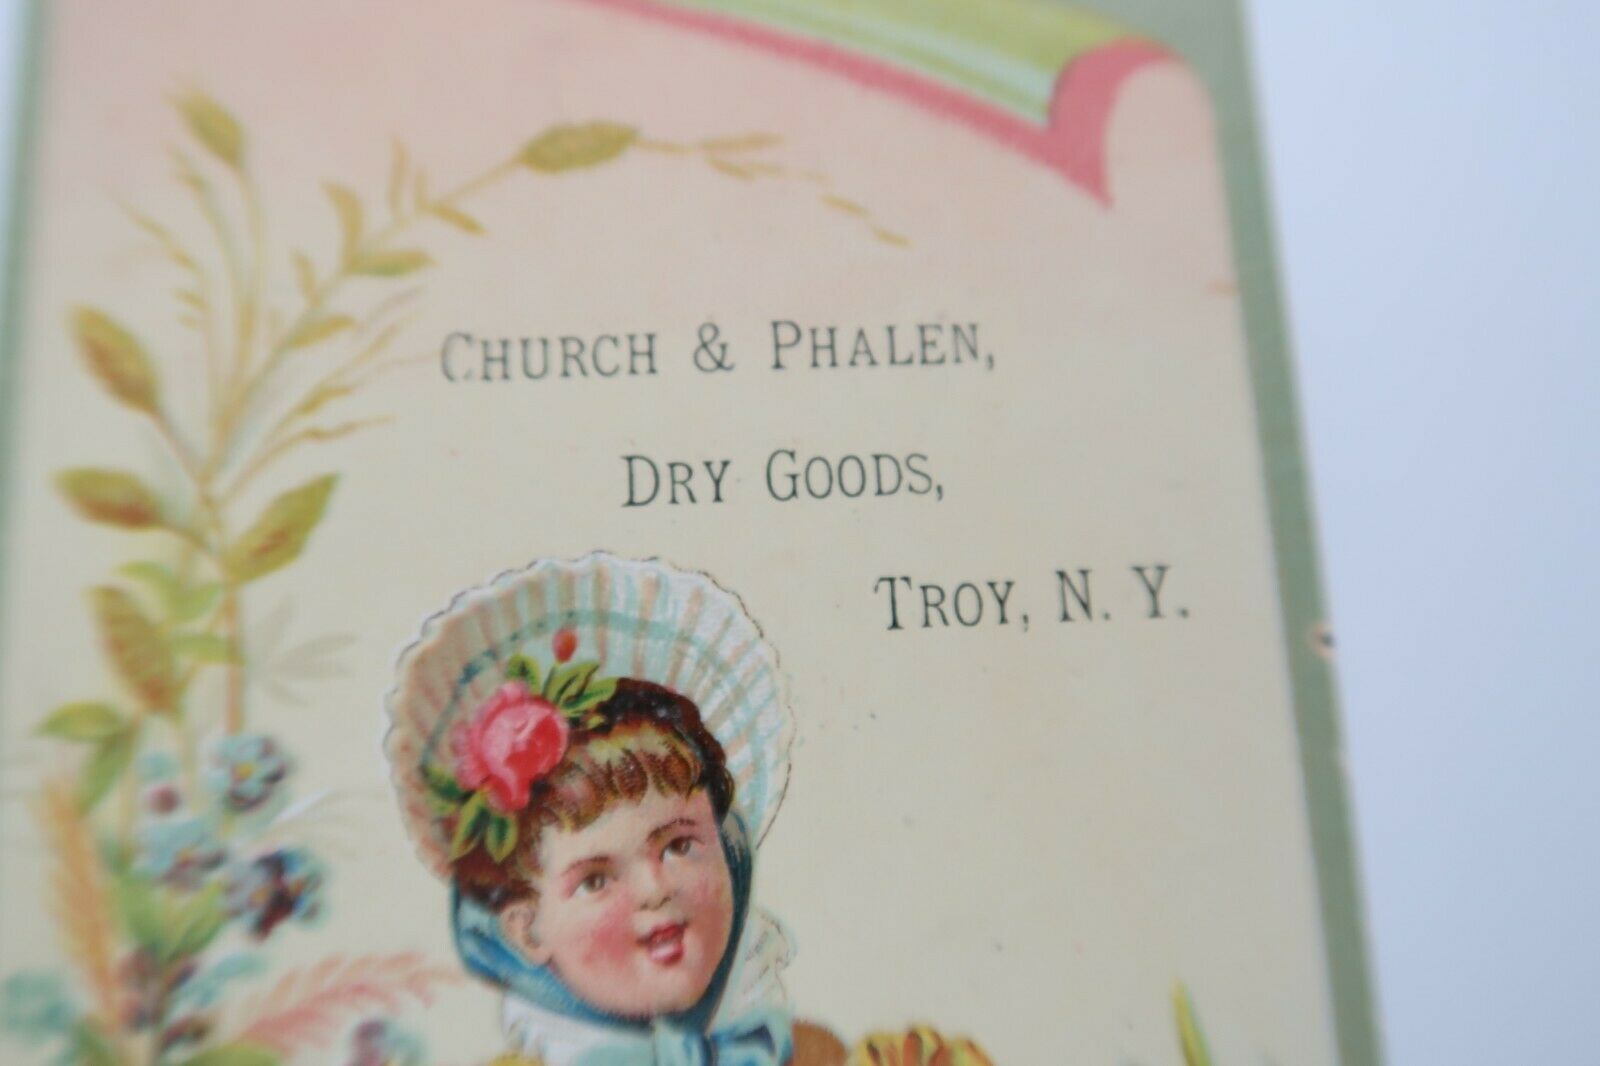 CHURCH & PHALEN,
DRY GOODS,
TROY, N. Y.